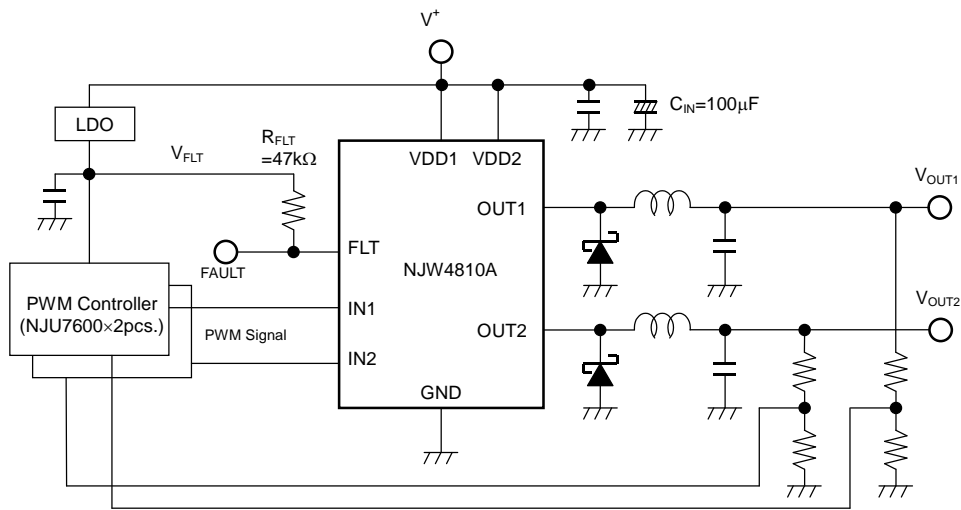 V+
LDO
CIN=100μF
RFLT
=47kΩ
VFLT
VDD1
VDD2
OUT1
VOUT1
FLT
FAULT
NJW4810A
PWM Controller
(NJU7600×2pcs.)
IN1
OUT2
VOUT2
PWM Signal
IN2
GND